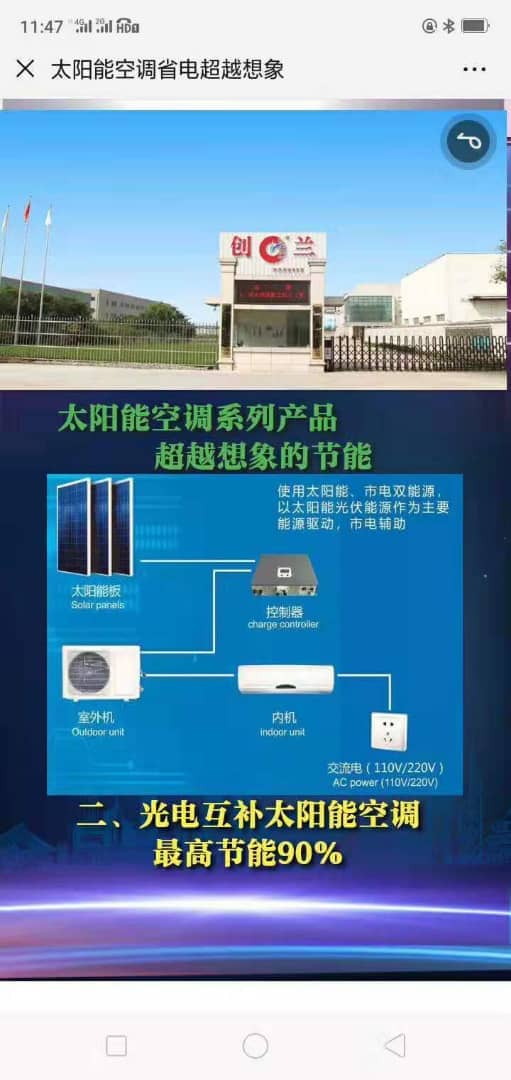 11:47
太阳能空调省电超越想象
创 兰
太阳能空调系列产品
超越想象的节能
使用太阳能、市电双能源，
以太阳能光伏能源作为主要
能源驱动，市电辅助
太阳能板
Solar panels
控制器
charge controller
室外机
Outdoor unit
内机
indoor unit
交流电（110V/220V）
AC power (110V/220V)
二、光电互补太阳能空调
最高节能90%